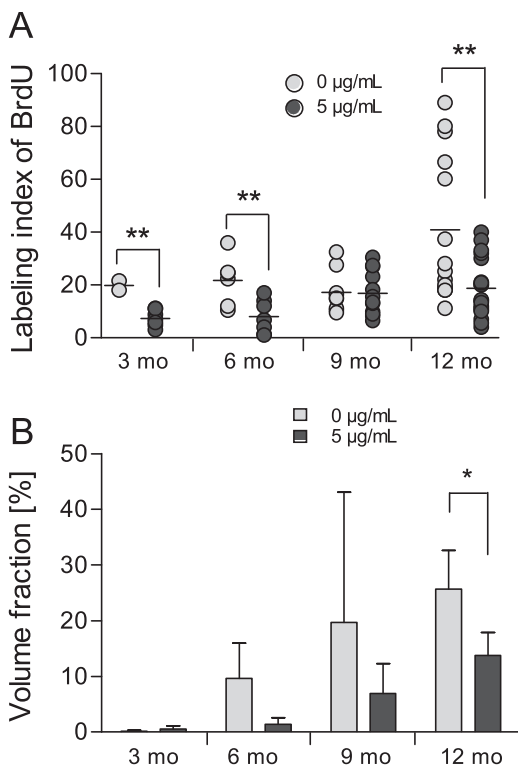 A
Labeling index of BrdU
100
80
60
40
20
0
0 µg/mL
5 µg/mL
**
**
**
3 mo
6 mo
9 mo
12 mo
B
Volume fraction [%]
50
40
30
20
10
0
0 µg/mL
5 µg/mL
*
3 mo
6 mo
9 mo
12 mo